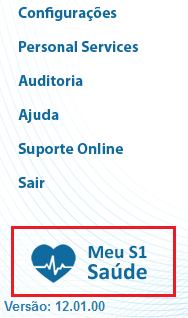 Configurações
Personal Services
Auditoria
Ajuda
Suporte Online
Sair
Meu S1
Saúde
Versão: 12.01.00